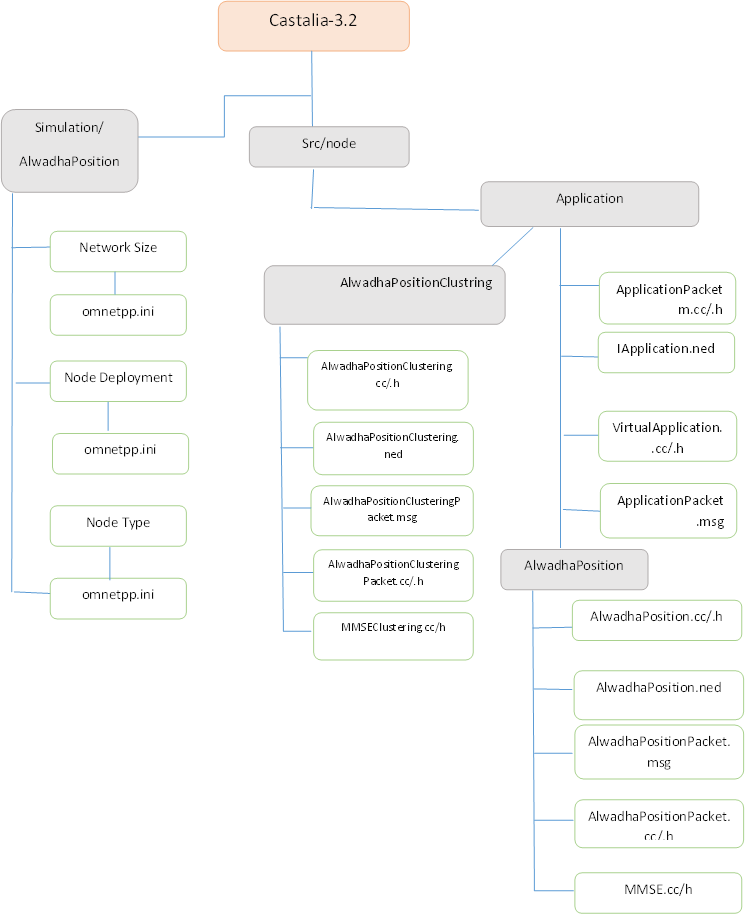 Castalia-3.2
Simulation/
AlwadhaPosition
Src/node
Application
Network Size
omnetpp.ini
Node Deployment
omnetpp.ini
Node Type
omnetpp.ini
AlwadhaPositionClustring
AlwadhaPositionClustering
cc/.h
AlwadhaPositionClustering.
ned
AlwadhaPositionClusteringP
acket.msg
AlwadhaPositionClustering
Packet.cc/.h
MMSEClustering.cc/h
ApplicationPacket
m.cc/.h
IApplication.ned
VirtualApplication.
.cc/.h
ApplicationPacket
.msg
AlwadhaPosition
AlwadhaPosition.cc/.h
AlwadhaPosition.ned
AlwadhaPositionPacket.
msg
AlwadhaPositionPacket.
cc/.h
MMSE.cc/h